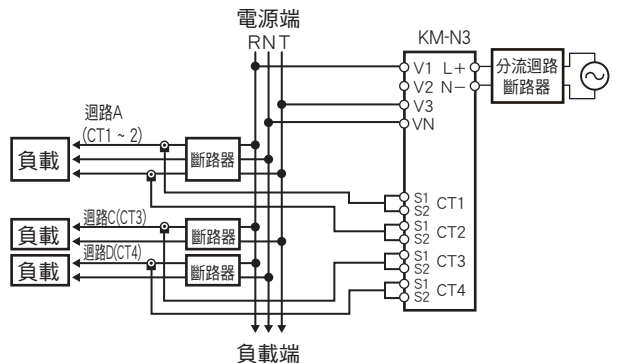 電源端
RNT
KM-N3
V1 L+
V2 N−
V3
VN
分流迴路
斷路器
迴路A
(CT1 ~ 2)
負載
斷路器
迴路C(CT3)
負載
斷路器
迴路D(CT4)
負載
斷路器
S1
S2
CT1
S1
S2
CT2
S1
S2
CT3
S1
S2
CT4
負載端